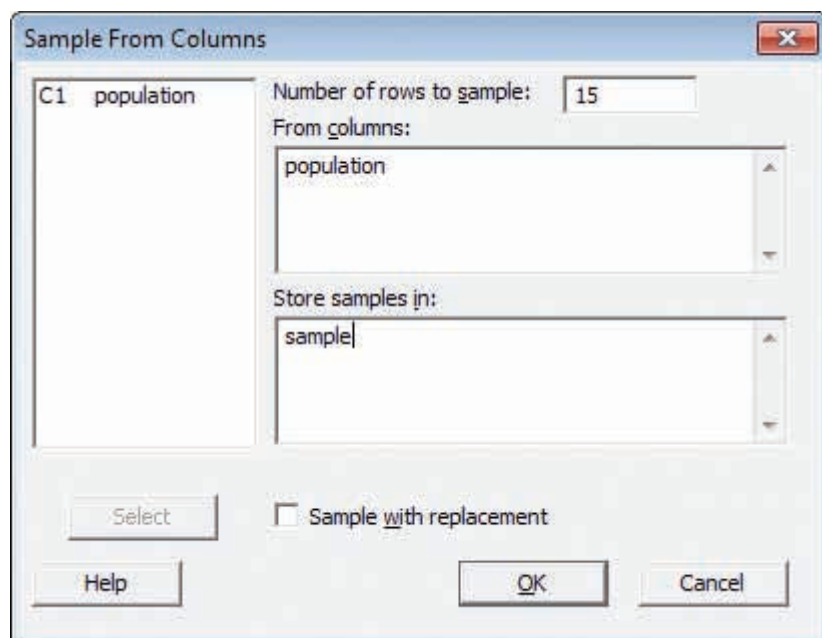 Sample From Columns
C1 population
Number of rows to sample: 15
From columns:
population
Store samples in:
sample
Select
Sample with replacement
Help
OK
Cancel